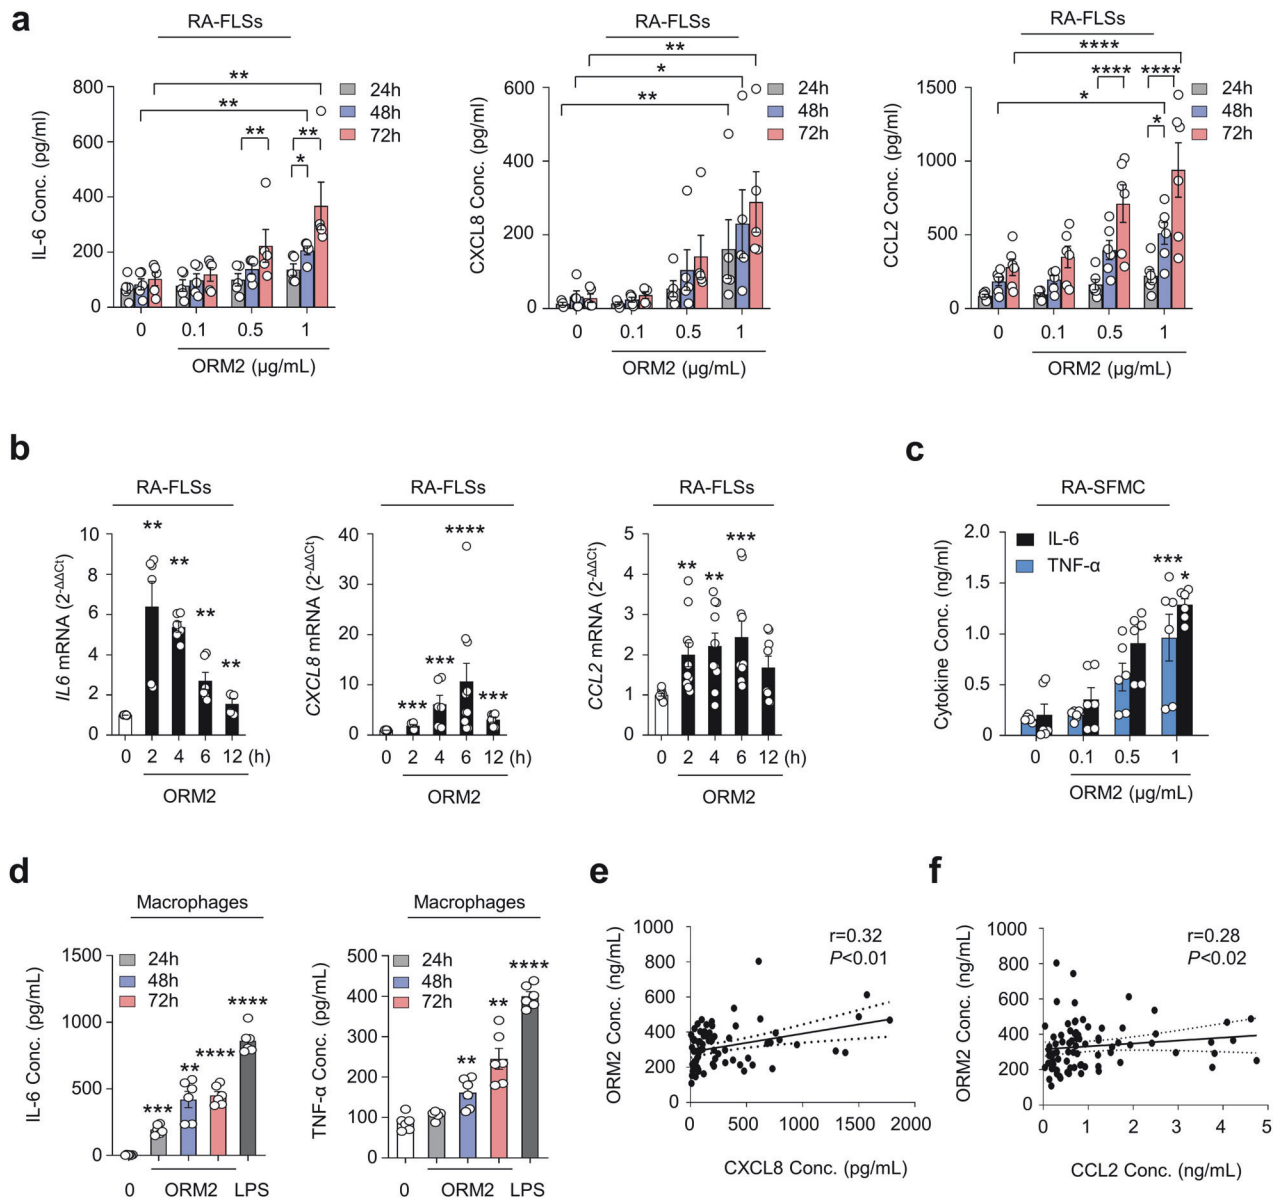 a
RA-FLSs
**
**
**
**
*
24h
48h
72h
IL-6 Conc. (pg/ml)
800
600
400
200
0
0 0.1 0.5 1
ORM2 (µg/mL)
RA-FLSs
**
*
**
24h
48h
72h
CXCL8 Conc. (pg/ml)
600
400
200
0
0 0.1 0.5 1
ORM2 (µg/mL)
RA-FLSs
****
**** ****
*
*
24h
48h
72h
CCL2 Conc. (pg/ml)
1500
1000
500
0
0 0.1 0.5 1
ORM2 (µg/mL)
b
RA-FLSs
IL6 mRNA (2-ΔΔCt)
10
8
6
4
2
0
** ** ** **
0 2 4 6 12 (h)
ORM2
RA-FLSs
CXCL8 mRNA (2-ΔΔCt)
40
30
20
10
0
*** *** **** ***
0 2 4 6 12 (h)
ORM2
RA-FLSs
CCL2 mRNA (2-ΔΔCt)
5
4
3
2
1
0
** ** ***
0 2 4 6 12 (h)
ORM2
c
RA-SFMC
IL-6
TNF-α
Cytokine Conc. (ng/ml)
2.0
1.5
1.0
0.5
0
*** *
0 0.1 0.5 1
ORM2 (µg/mL)
d
Macrophages
24h
48h
72h
IL-6 Conc. (pg/mL)
1500
1000
500
0
*** ** **** ****
0 ORM2 LPS
Macrophages
24h
48h
72h
TNF-α Conc. (pg/mL)
500
400
300
200
100
0
** ** ****
0 ORM2 LPS
e
ORM2 Conc. (ng/mL)
1000
800
600
400
200
0
r=0.32
P<0.01
0 500 1000 1500 2000
CXCL8 Conc. (pg/mL)
f
ORM2 Conc. (ng/mL)
1000
800
600
400
200
0
r=0.28
P<0.02
0 1 2 3 4 5
CCL2 Conc. (ng/mL)